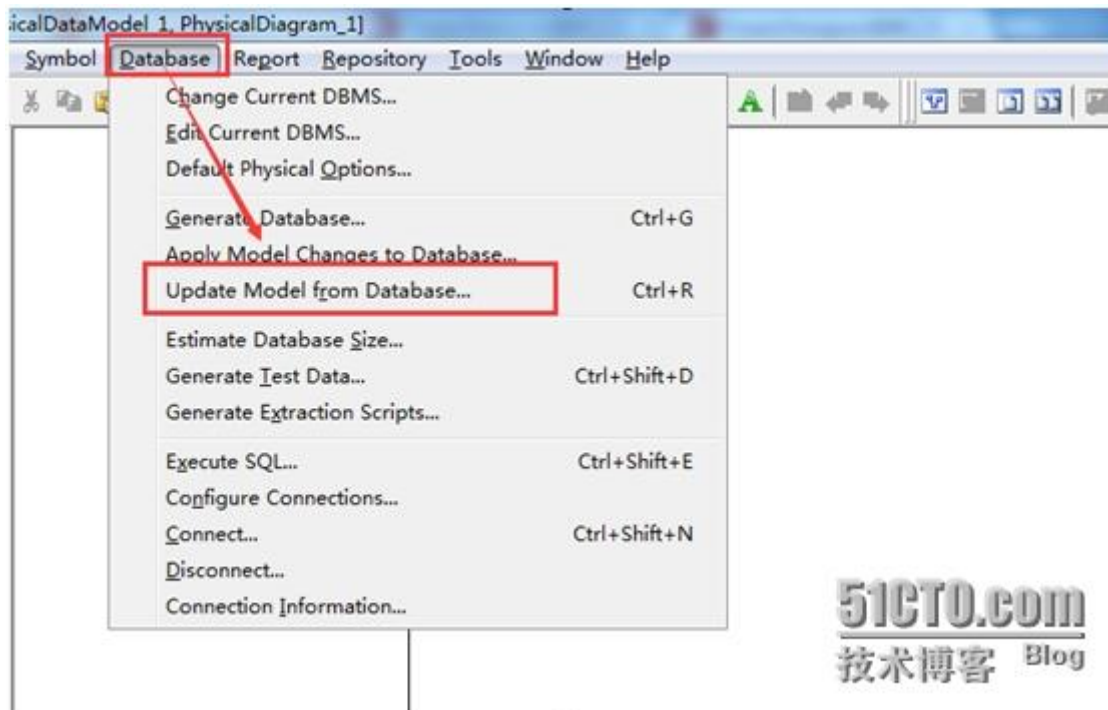 sicalDataModel_1, PhysicalDiagram_1]
Symbol Database Report Repository Tools Window Help
Change Current DBMS...
Edit Current DBMS...
Default Physical Options...
Generate Database... Ctrl+G
Apply Model Changes to Database...
Update Model from Database... Ctrl+R
Estimate Database Size...
Generate Test Data... Ctrl+Shift+D
Generate Extraction Scripts...
Execute SQL... Ctrl+Shift+E
Configure Connections...
Connect... Ctrl+Shift+N
Disconnect...
Connection Information...
51CTO.com
技术博客 Blog